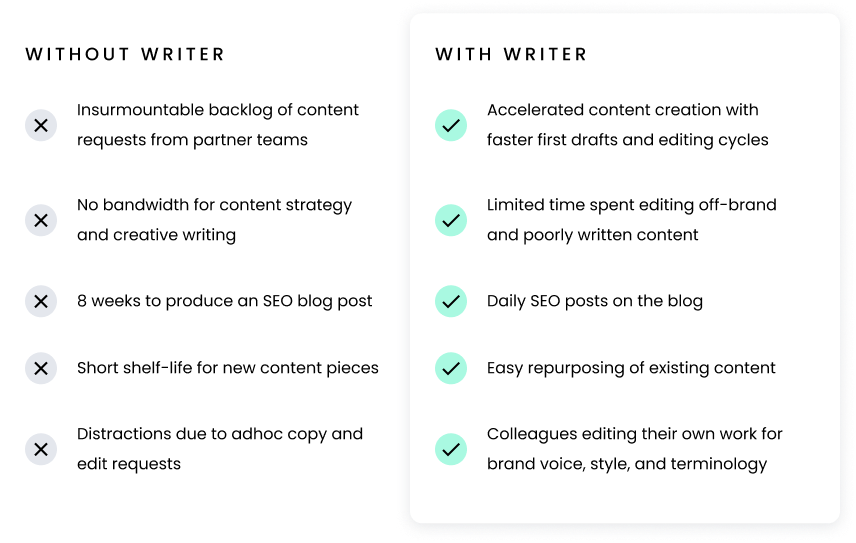 WITHOUT WRITER
Insurmountable backlog of content
requests from partner teams
No bandwidth for content strategy
and creative writing
8 weeks to produce an SEO blog post
Short shelf-life for new content pieces
Distractions due to adhoc copy and
edit requests
WITH WRITER
Accelerated content creation with
faster first drafts and editing cycles
Limited time spent editing off-brand
and poorly written content
Daily SEO posts on the blog
Easy repurposing of existing content
Colleagues editing their own work for
brand voice, style, and terminology